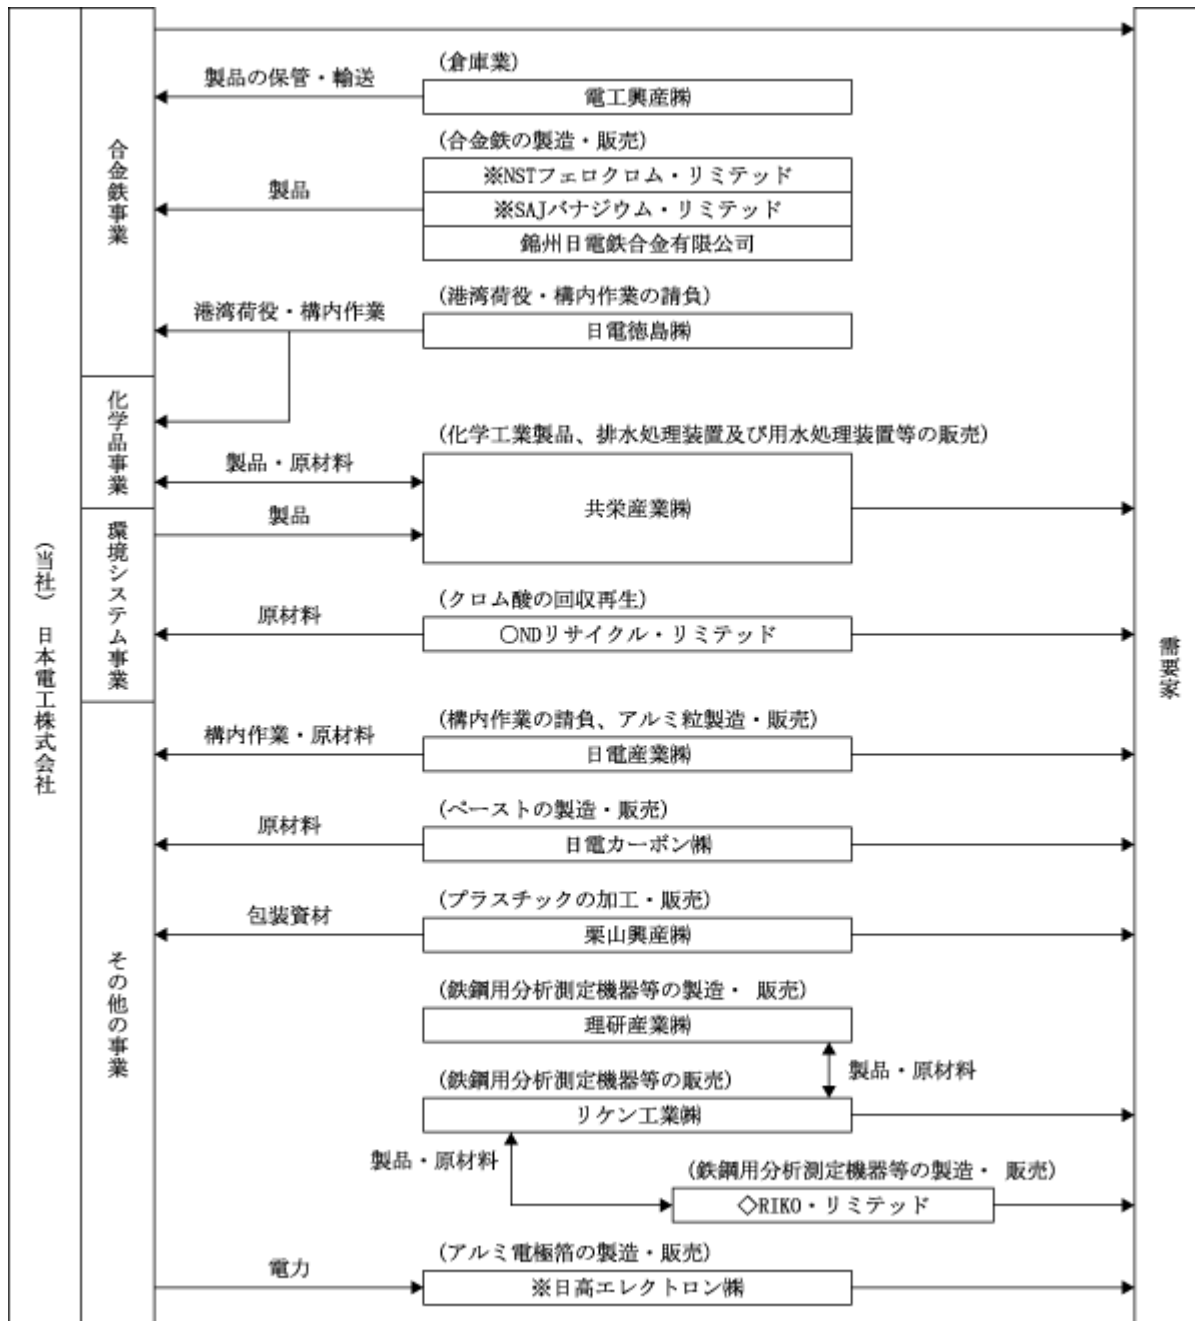 (当社) 日本電工株式会社
合金鉄事業
化学品事業
環境システム事業
その他の事業
需要家
(倉庫業)
製品の保管・輸送
電工興産㈱
(合金鉄の製造・販売)
※NSTフェロクロム・リミテッド
製品
※SAJバナジウム・リミテッド
錦州日電鉄合金有限公司
(港湾荷役・構内作業の請負)
港湾荷役・構内作業
日電徳島㈱
(化学工業製品、排水処理装置及び用水処理装置等の販売)
製品・原材料
共栄産業㈱
製品
(クロム酸の回収再生)
原材料
○NDリサイクル・リミテッド
(構内作業の請負、アルミ粒製造・販売)
構内作業・原材料
日電産業㈱
(ペーストの製造・販売)
原材料
日電カーボン㈱
(プラスチックの加工・販売)
包装資材
栗山興産㈱
(鉄鋼用分析測定機器等の製造・ 販売)
理研産業㈱
製品・原材料
(鉄鋼用分析測定機器等の販売)
リケン工業㈱
製品・原材料
(鉄鋼用分析測定機器等の製造・ 販売)
◇RIKO・リミテッド
(アルミ電極箔の製造・販売)
電力
※日高エレクトロン㈱